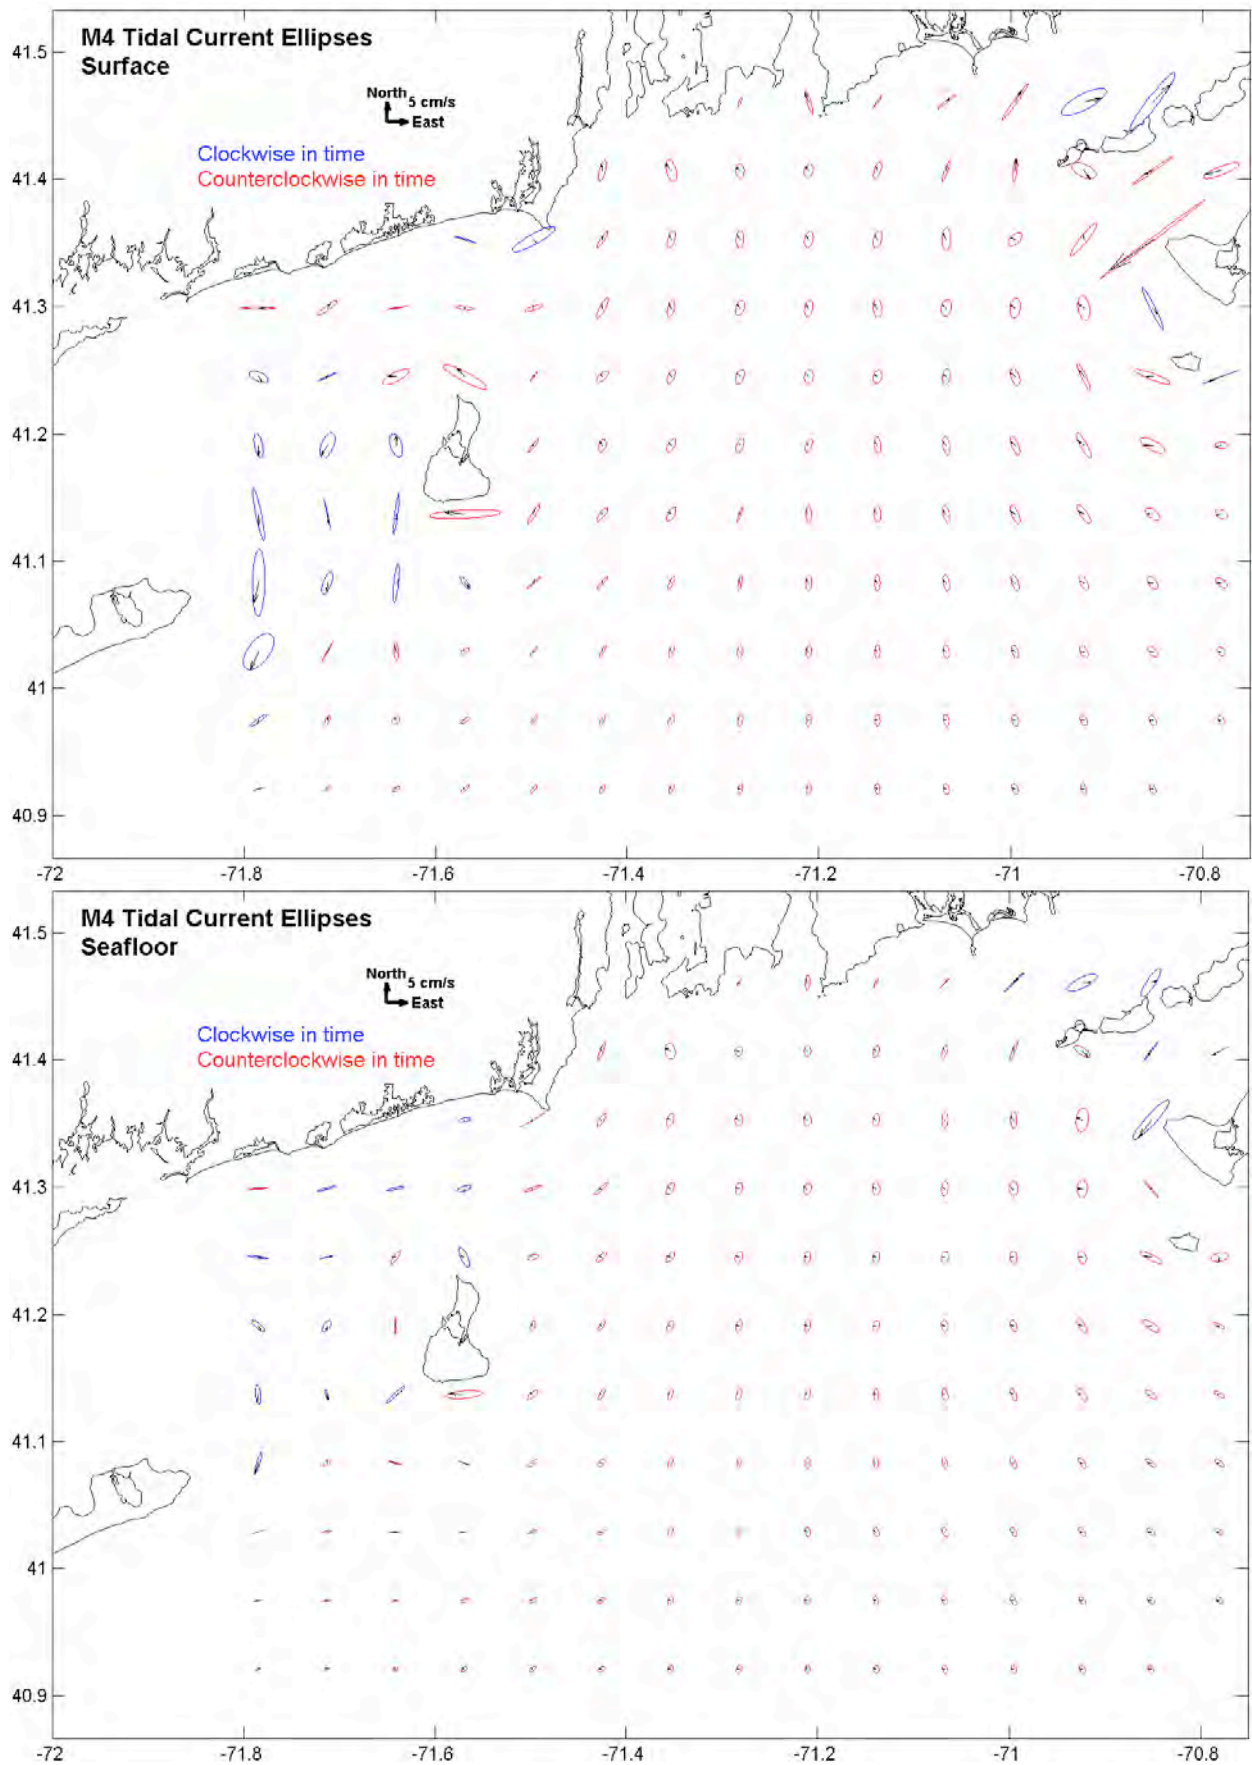 M4 Tidal Current Ellipses
Surface
North
5 cm/s
East
Clockwise in time
Counterclockwise in time
41.5
41.4
41.3
41.2
41.1
41
40.9
-72
-71.8
-71.6
-71.4
-71.2
-71
-70.8
M4 Tidal Current Ellipses
Seafloor
North
5 cm/s
East
Clockwise in time
Counterclockwise in time
41.5
41.4
41.3
41.2
41.1
41
40.9
-72
-71.8
-71.6
-71.4
-71.2
-71
-70.8